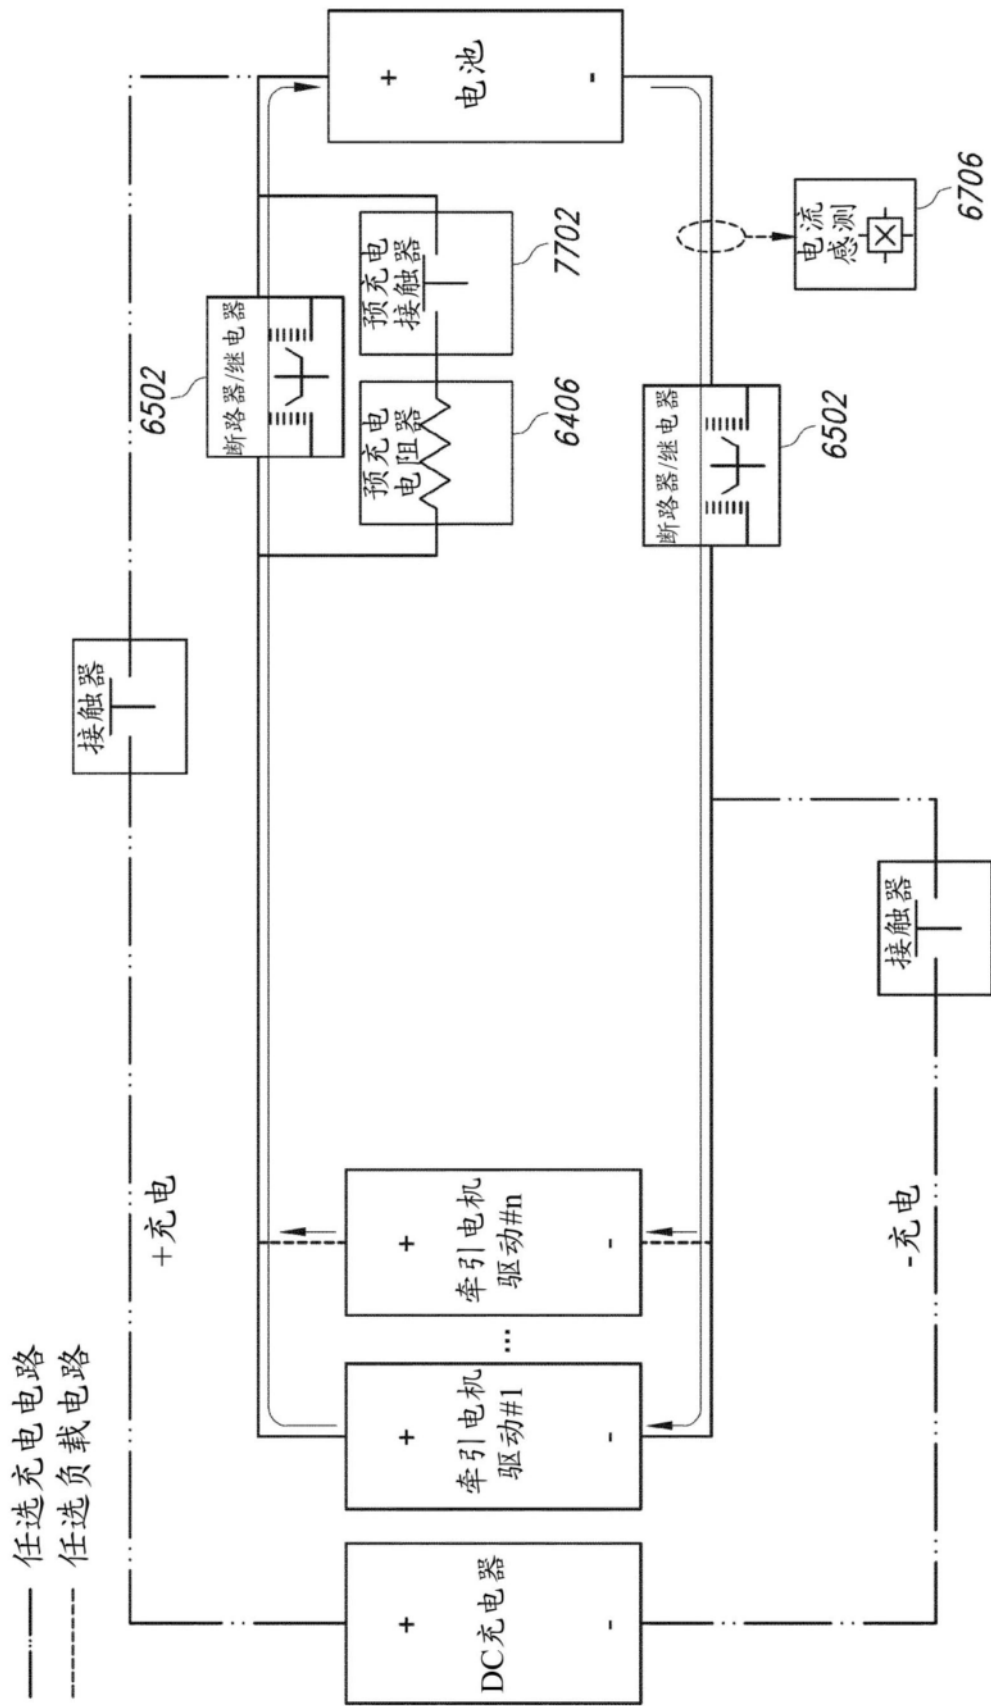 任选充电电路
任选负载电路
+充电
接触器
6502
断路器/继电器
预充电
电阻器
6406
预充电
接触器
7702
+
电池
-
DC充电器
+
-
牵引电机
驱动#1
+
-
...
牵引电机
驱动#n
+
-
断路器/继电器
6502
电流
感测
6706
接触器
-充电